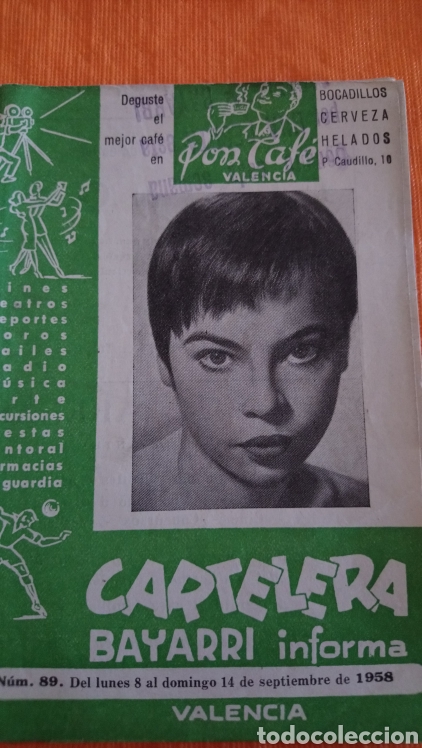 Deguste
el
mejor café
en
Pon Café
VALENCIA
BOCADILLOS
CERVEZA
HELADOS
P. Caudillo, 10
ines
eatros
eportes
oros
ailes
adio
úsica
rte
cursiones
estas
ntoral
rmacias
guardia
CARTELERA
BAYARRI informa
Núm. 89. Del lunes 8 al domingo 14 de septiembre de 1958
VALENCIA
todocoleccion